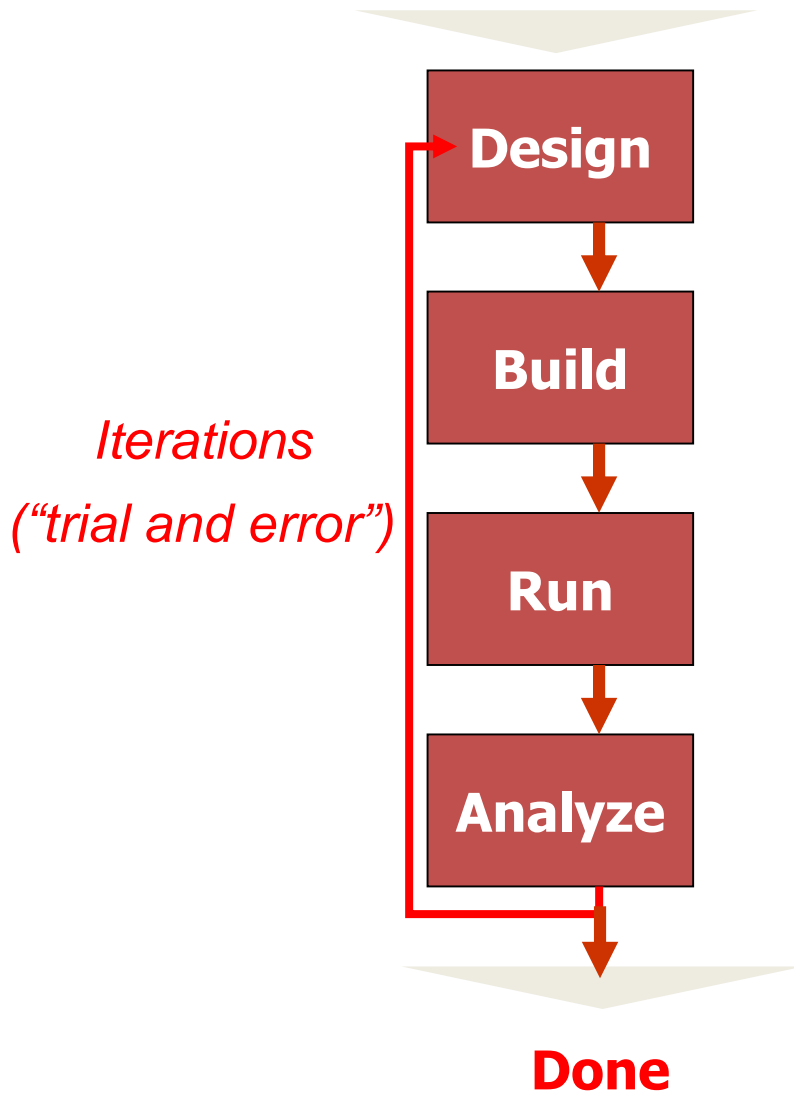 Design
Build
Iterations
(“trial and error”)
Run
Analyze
Done